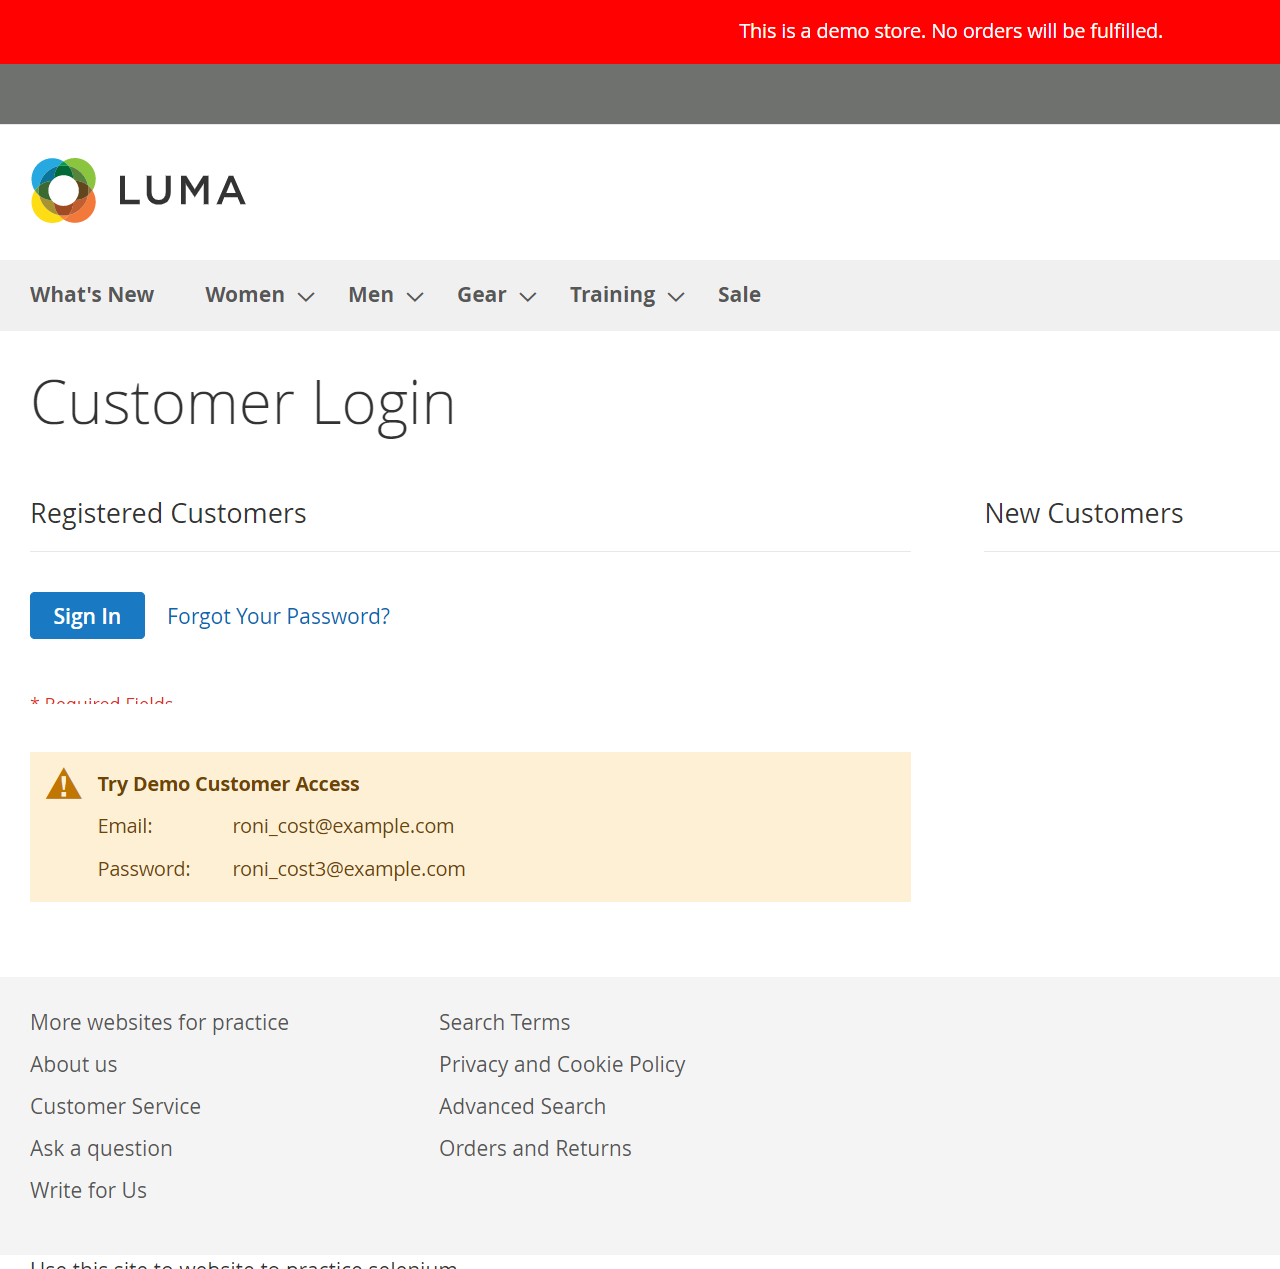 This is a demo store. No orders will be fulfilled.
LUMA
What's New Women Men Gear Training Sale
Customer Login
Registered Customers
New Customers
Sign In Forgot Your Password?
* Required Fields
Try Demo Customer Access
Email: roni_cost@example.com
Password: roni_cost3@example.com
More websites for practice
About us
Customer Service
Ask a question
Write for Us
Search Terms
Privacy and Cookie Policy
Advanced Search
Orders and Returns
Use this site to website to practice selenium